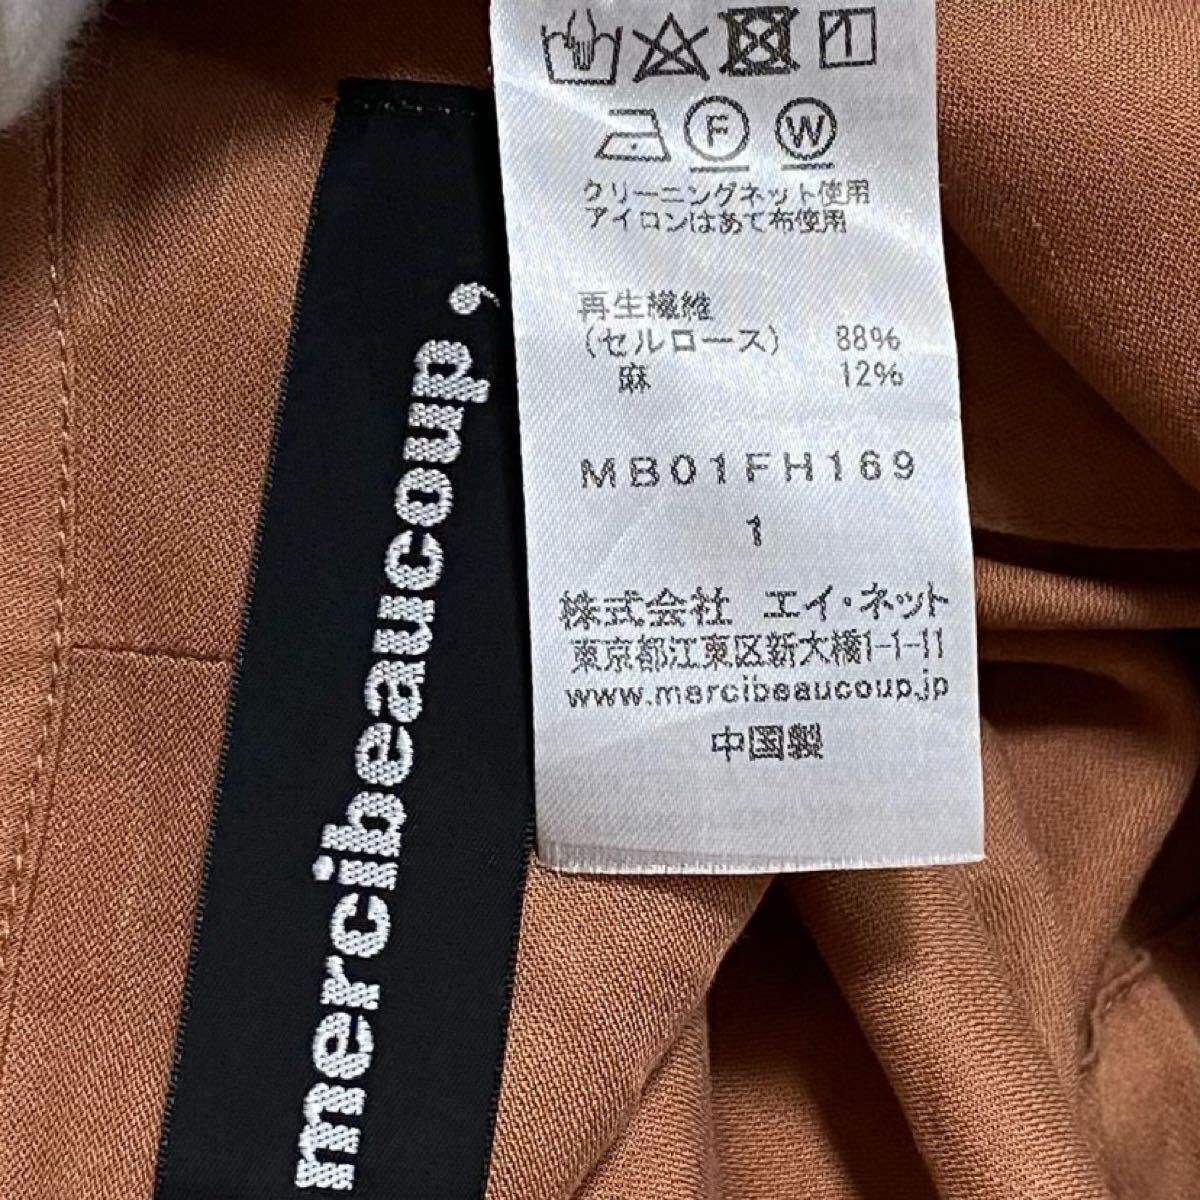 F W
クリーニングネット使用
アイロンはあて布使用
再生繊維
(セルロース) 88%
麻 12%
MB01FH169
1
株式会社 エイ・ネット
東京都江東区新大橋1-1-11
www.mercibeaucoup.jp
中国製
mercibeaucoup,